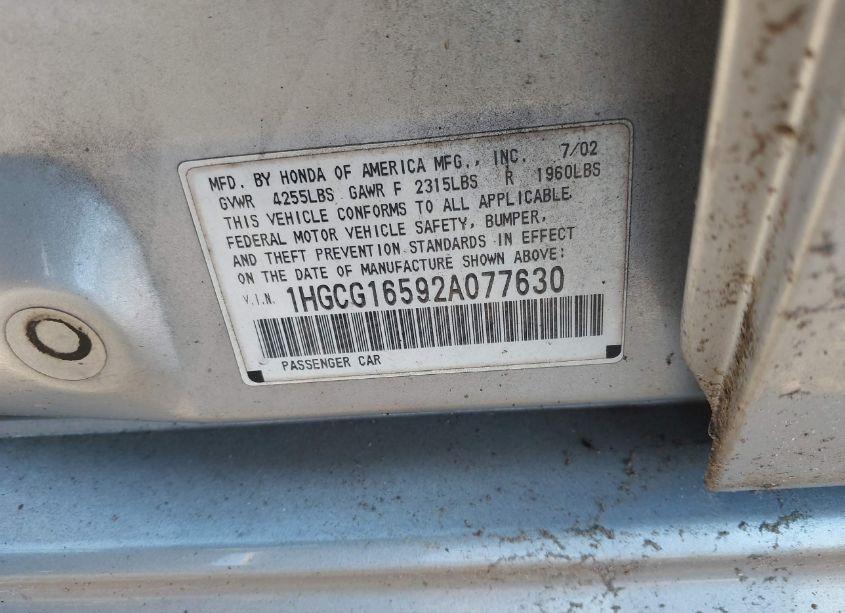 MFD. BY HONDA OF AMERICA MFG., INC. 7/02
GVWR 4255LBS GAWR F 2315LBS R 1960LBS
THIS VEHICLE CONFORMS TO ALL APPLICABLE
FEDERAL MOTOR VEHICLE SAFETY, BUMPER,
AND THEFT PREVENTION STANDARDS IN EFFECT
ON THE DATE OF MANUFACTURE SHOWN ABOVE:
V.I.N. 1HGCG16592A077630
PASSENGER CAR